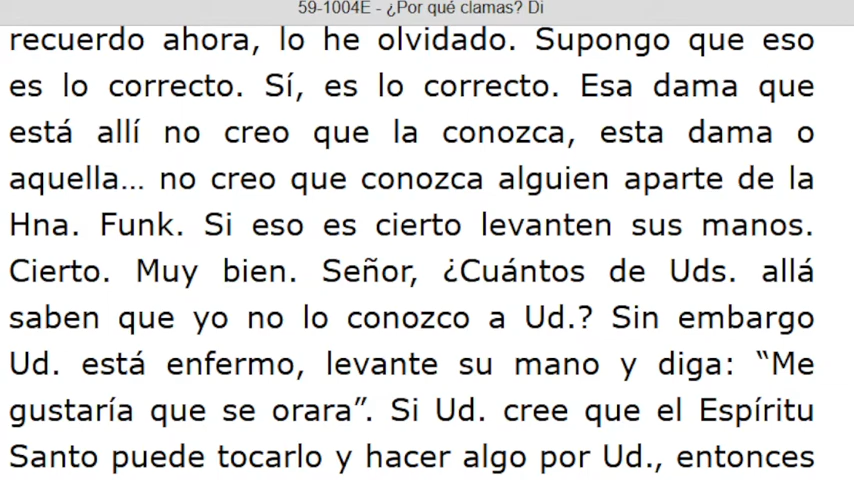 59-1004E - ¿Por qué clamas? Di
recuerdo ahora, lo he olvidado. Supongo que eso
es lo correcto. Sí, es lo correcto. Esa dama que
está allí no creo que la conozca, esta dama o
aquella... no creo que conozca alguien aparte de la
Hna. Funk. Si eso es cierto levanten sus manos.
Cierto. Muy bien. Señor, ¿Cuántos de Uds. allá
saben que yo no lo conozco a Ud.? Sin embargo
Ud. está enfermo, levante su mano y diga: “Me
gustaría que se orara”. Si Ud. cree que el Espíritu
Santo puede tocarlo y hacer algo por Ud., entonces